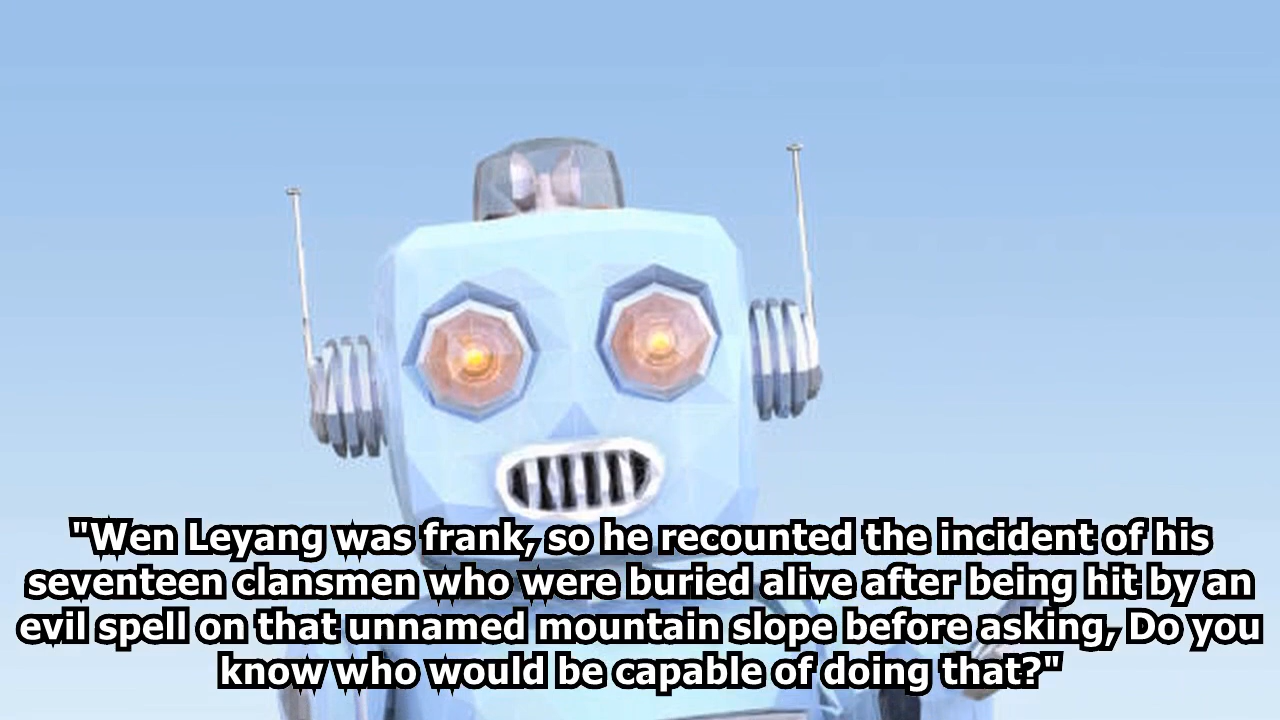 "Wen Leyang was frank, so he recounted the incident of his
seventeen clansmen who were buried alive after being hit by an
evil spell on that unnamed mountain slope before asking, Do you
know who would be capable of doing that?"